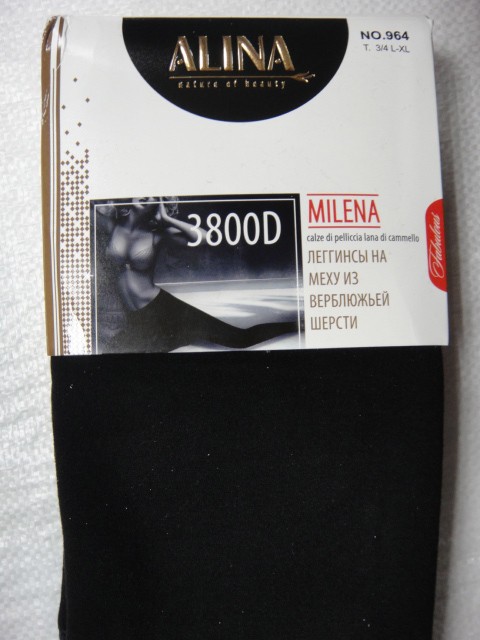 ALINA
nature of beauty
NO.964
T. 3/4 L-XL
3800D
MILENA
calze di pelliccia lana di cammello
ЛЕГГИНСЫ НА
МЕХУ ИЗ
ВЕРБЛЮЖЬЕЙ
ШЕРСТИ
Fabulous